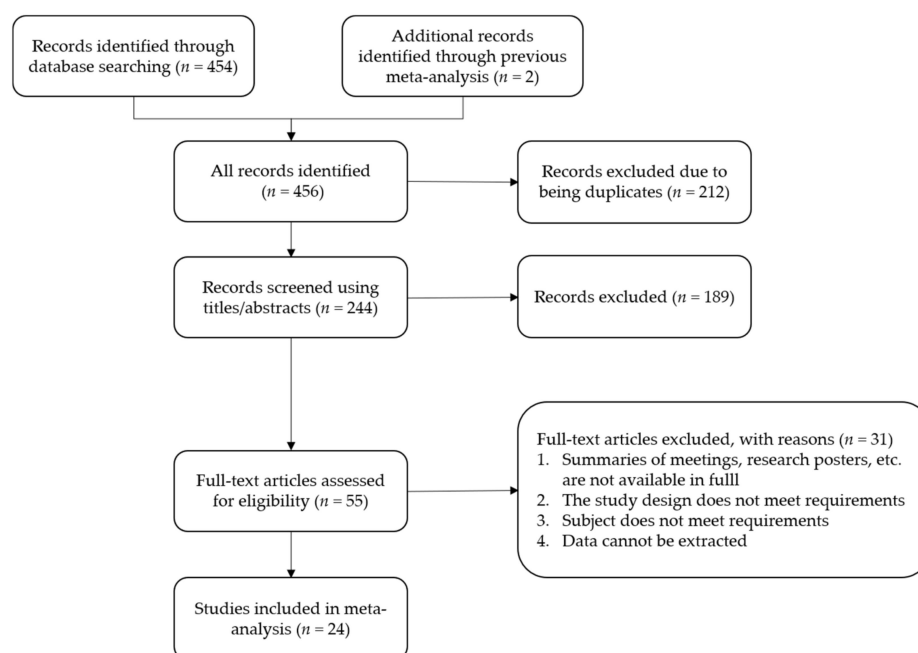 Records identified through
database searching (n = 454)
Additional records
identified through previous
meta-analysis (n = 2)
All records identified
(n = 456)
Records excluded due to
being duplicates (n = 212)
Records screened using
titles/abstracts (n = 244)
Records excluded (n = 189)
Full-text articles assessed
for eligibility (n = 55)
Full-text articles excluded, with reasons (n = 31)
1. Summaries of meetings, research posters, etc.
are not available in fulll
2. The study design does not meet requirements
3. Subject does not meet requirements
4. Data cannot be extracted
Studies included in meta-
analysis (n = 24)